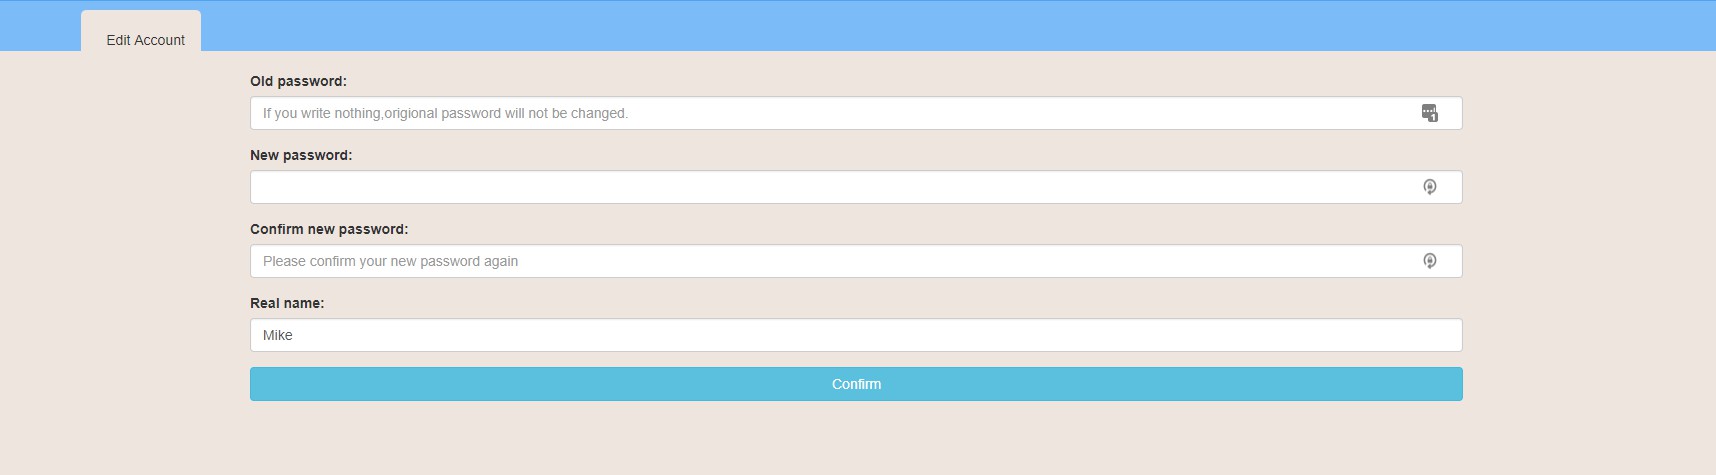 Edit Account
Old password:
If you write nothing,origional password will not be changed.
New password:
Confirm new password:
Please confirm your new password again
Real name:
Mike
Confirm